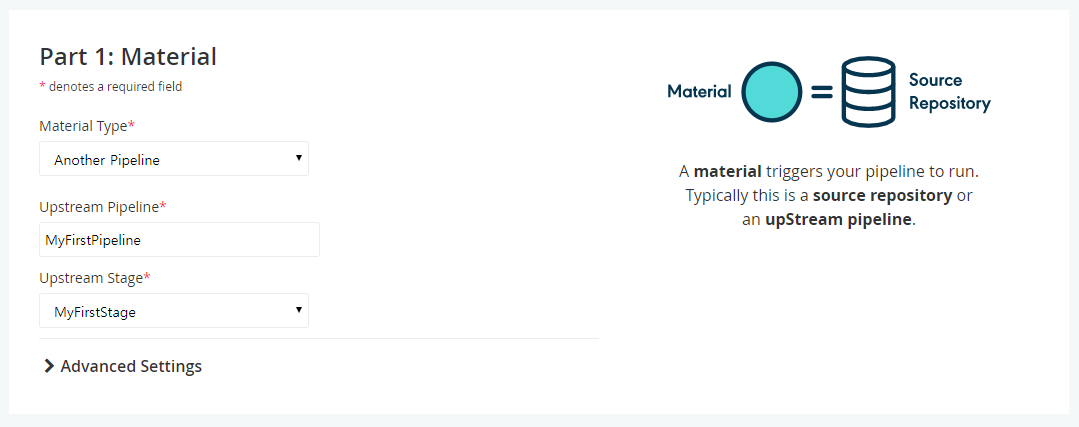 Part 1: Material
* denotes a required field
Material Type*
Another Pipeline
Upstream Pipeline*
MyFirstPipeline
Upstream Stage*
MyFirstStage
Advanced Settings
Material
=
Source
Repository
A material triggers your pipeline to run.
Typically this is a source repository or
an upStream pipeline.